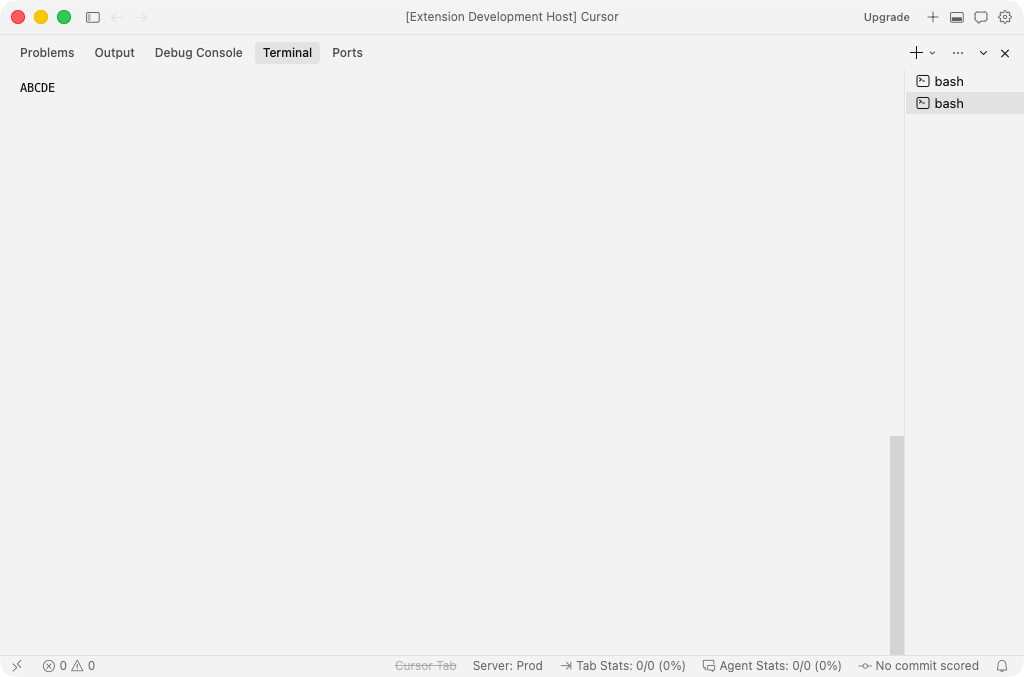 [Extension Development Host] Cursor
Upgrade
Problems Output Debug Console Terminal Ports
ABCDE
bash
bash
0 0 Cursor Tab Server: Prod Tab Stats: 0/0 (0%) Agent Stats: 0/0 (0%) No commit scored